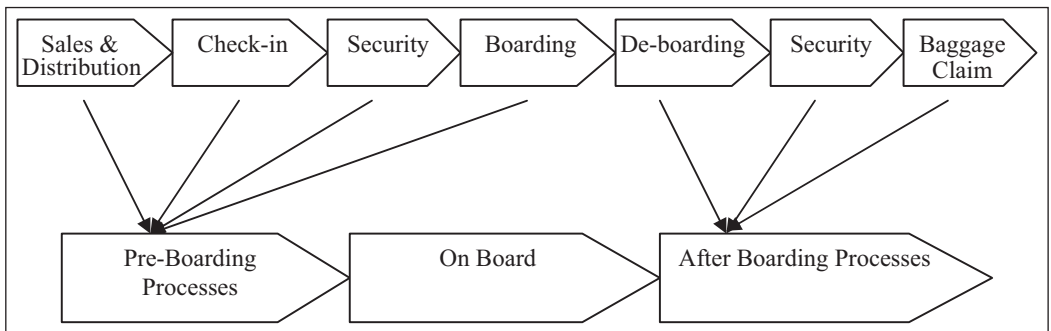 Sales &
Distribution
Check-in
Security
Boarding
De-boarding
Security
Baggage
Claim
Pre-Boarding
Processes
On Board
After Boarding Processes